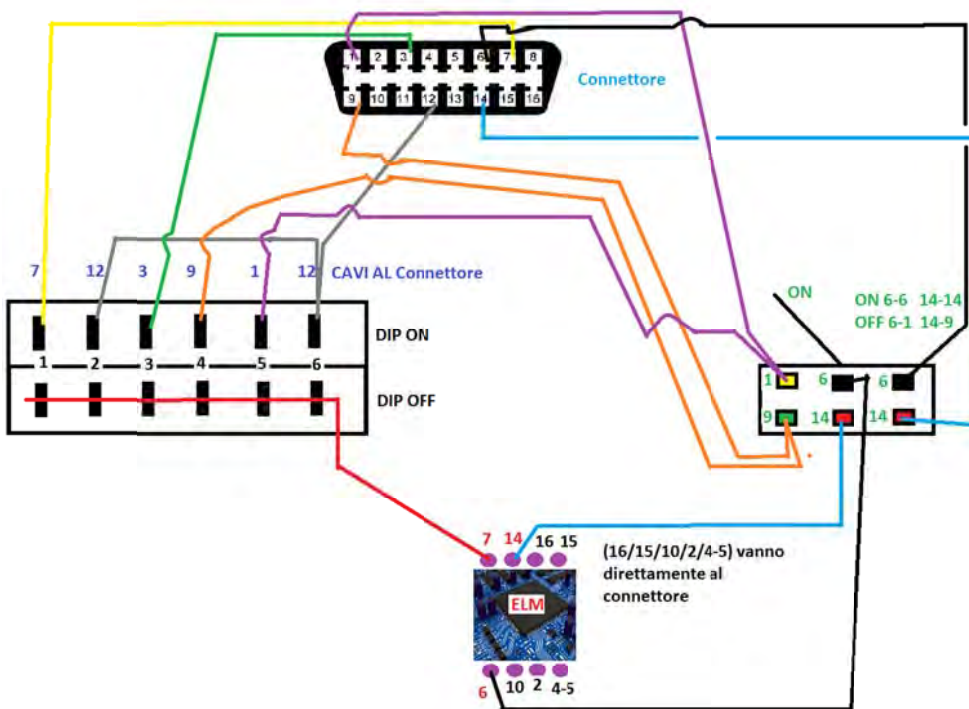 1 2 3 4 5 6 7 8
Connettore
9 10 11 12 13 14 15 16
7 12 3 9 1 12 CAVI AL Connettore
ON
ON 6-6 14-14
OFF 6-1 14-9
DIP ON
1 2 3 4 5 6
DIP OFF
1 6 6
9 14 14
7 14 16 15
(16/15/10/2/4-5) vanno
direttamente al
connettore
ELM
6 10 2 4-5